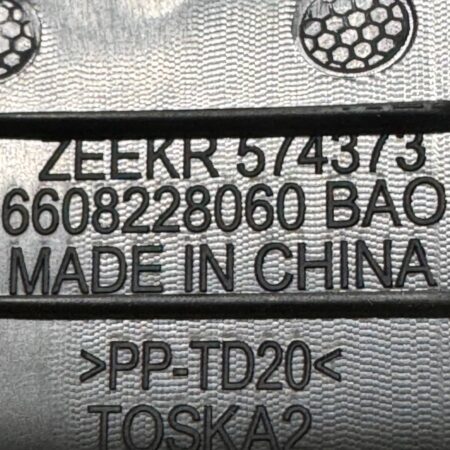 ZEEKR 574373
6608228060 BAO
MADE IN CHINA
>PP-TD20<
TOSKA2